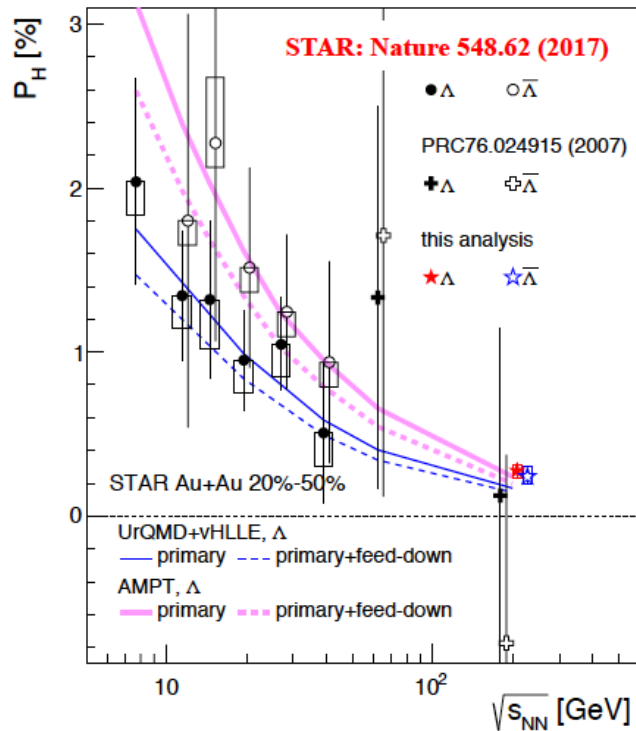 P_H [%]
3
2
1
0
STAR: Nature 548.62 (2017)
Λ Λ̅
PRC76.024915 (2007)
Λ Λ̅
this analysis
Λ Λ̅
STAR Au+Au 20%-50%
UrQMD+vHLLE, Λ
primary primary+feed-down
AMPT, Λ
primary primary+feed-down
10 10²
√s_NN [GeV]